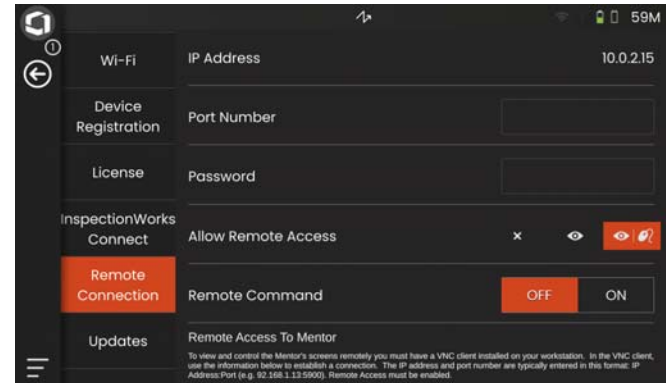 59M
1
Wi-Fi
IP Address
10.0.2.15
Device
Registration
Port Number
License
Password
InspectionWorks
Connect
Allow Remote Access
Remote
Connection
Remote Command
OFF
ON
Updates
Remote Access To Mentor
To view and control the Mentor's screens remotely you must have a VNC client installed on your workstation. In the VNC client,
use the information below to establish a connection. The IP address and port number are typically entered in this format: IP
Address:Port (e.g. 92.168.1.13:5900). Remote Access must be enabled.